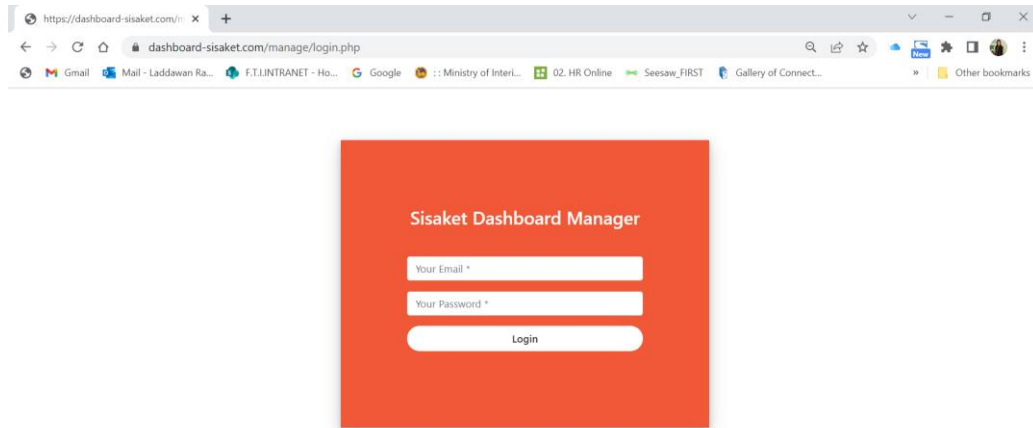 https://dashboard-sisaket.com/n
dashboard-sisaket.com/manage/login.php
New
Gmail
Mail - Laddawan Ra...
F.T.I.INTRANET - Ho...
Google
: : Ministry of Interi...
02. HR Online
Seesaw_FIRST
Gallery of Connect...
»
Other bookmarks
Sisaket Dashboard Manager
Your Email *
Your Password *
Login